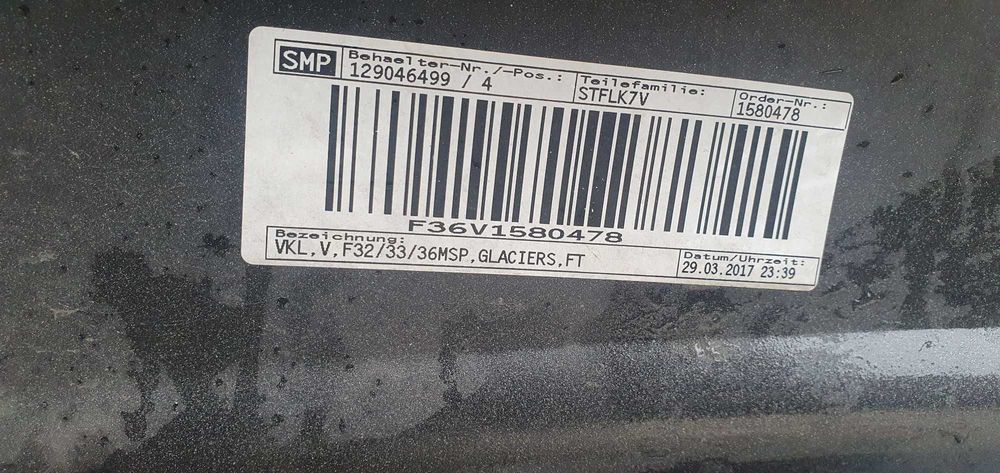 SMP
Behaelter-Nr./-Pos.:
129046499 / 4
Teilefamilie:
STFLK7V
Order-Nr.:
1580478
F36V1580478
Bezeichnung:
VKL,V,F32/33/36MSP,GLACIERS,FT
Datum/Uhrzeit:
29.03.2017 23:39